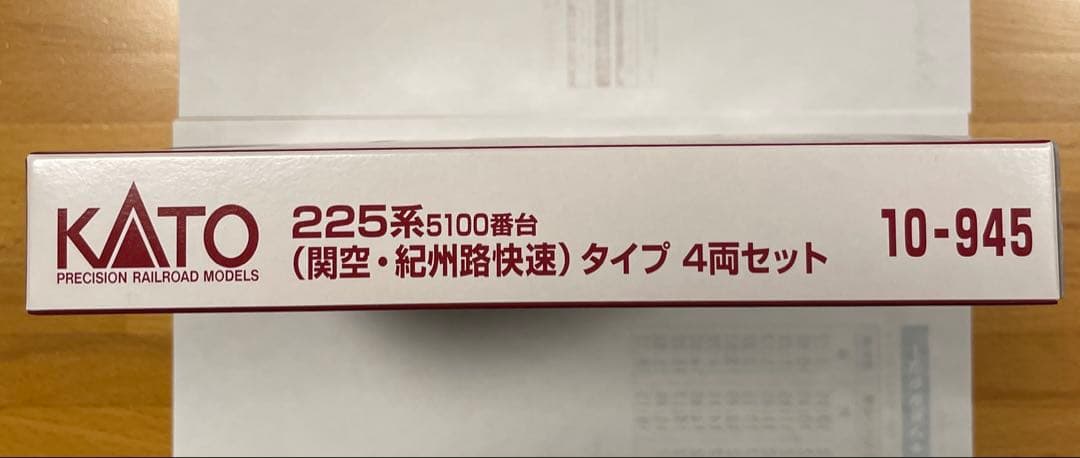 KATO
PRECISION RAILROAD MODELS
225系5100番台
(関空・紀州路快速)タイプ 4両セット
10-945